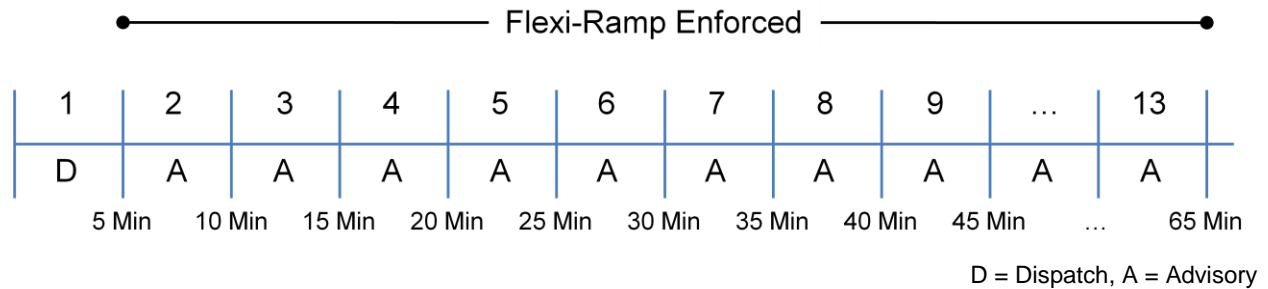 Flexi-Ramp Enforced
1 2 3 4 5 6 7 8 9 ... 13
D A A A A A A A A A A
5 Min 10 Min 15 Min 20 Min 25 Min 30 Min 35 Min 40 Min 45 Min ... 65 Min
D = Dispatch, A = Advisory